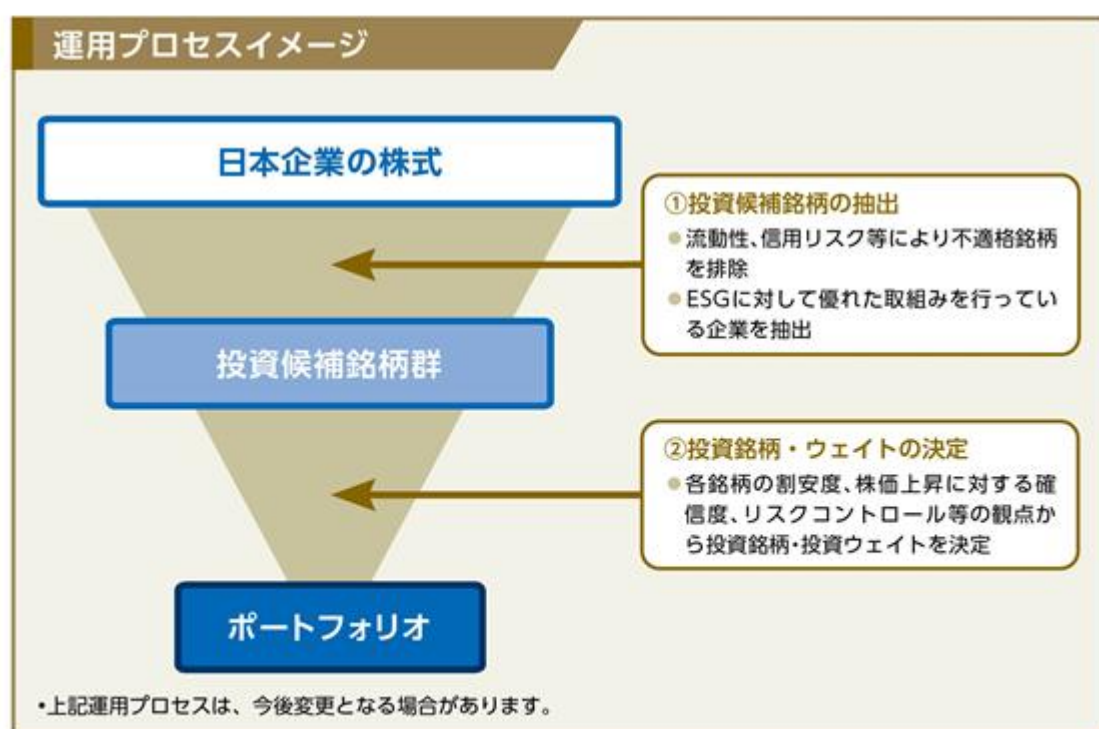 運用プロセスイメージ
日本企業の株式
①投資候補銘柄の抽出
●流動性、信用リスク等により不適格銘柄
を排除
●ESGに対して優れた取組みを行ってい
る企業を抽出
投資候補銘柄群
②投資銘柄・ウェイトの決定
●各銘柄の割安度、株価上昇に対する確
信度、リスクコントロール等の観点か
ら投資銘柄・投資ウェイトを決定
ポートフォリオ
•上記運用プロセスは、今後変更となる場合があります。